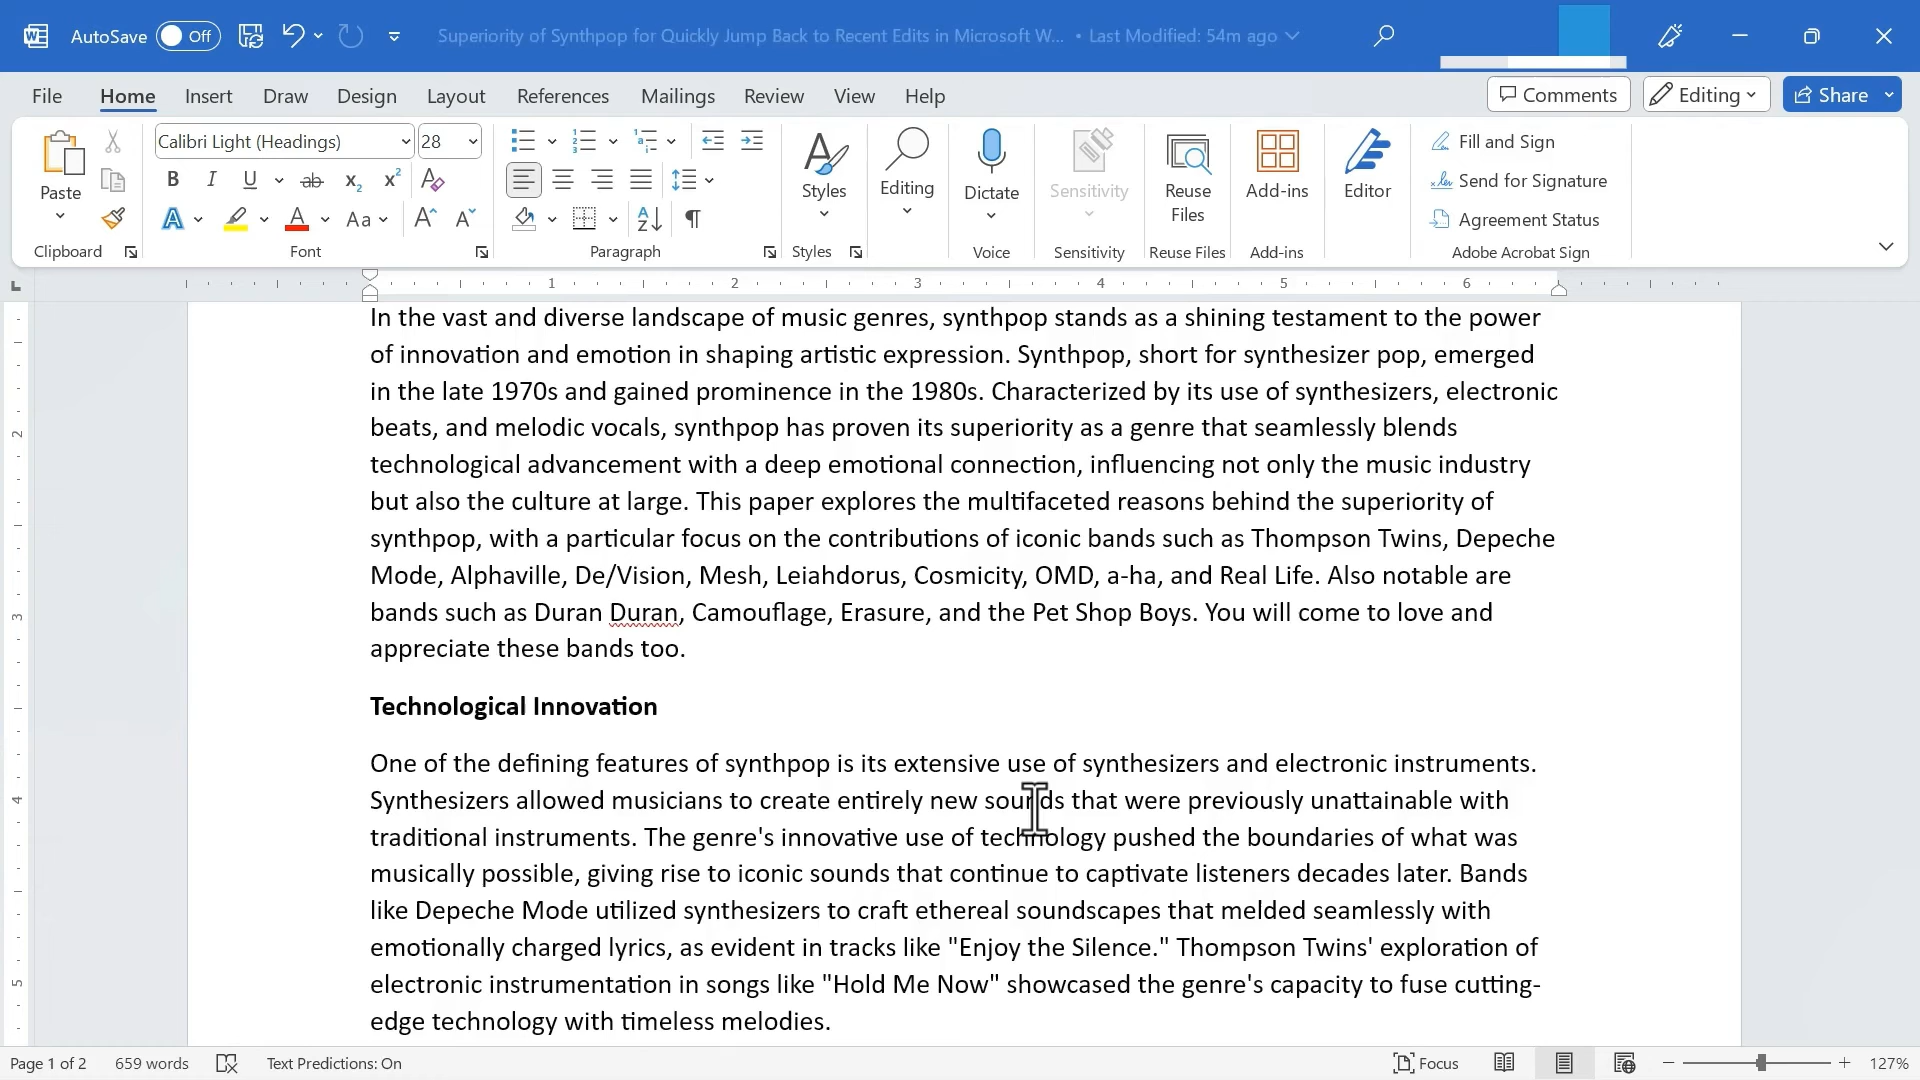 AutoSave Off Superiority of Synthpop for Quickly Jump Back to Recent Edits in Microsoft W... • Last Modified: 54m ago
File Home Insert Draw Design Layout References Mailings Review View Help Comments Editing Share
Calibri Light (Headings) 28
Paste
Clipboard
Font
Paragraph
Styles
Styles
Editing
Dictate
Voice
Sensitivity
Sensitivity
Reuse
Files
Reuse Files
Add-ins
Add-ins
Editor
Fill and Sign
Send for Signature
Agreement Status
Adobe Acrobat Sign
1 2 3 4 5 6
2
3
4
5
In the vast and diverse landscape of music genres, synthpop stands as a shining testament to the power
of innovation and emotion in shaping artistic expression. Synthpop, short for synthesizer pop, emerged
in the late 1970s and gained prominence in the 1980s. Characterized by its use of synthesizers, electronic
beats, and melodic vocals, synthpop has proven its superiority as a genre that seamlessly blends
technological advancement with a deep emotional connection, influencing not only the music industry
but also the culture at large. This paper explores the multifaceted reasons behind the superiority of
synthpop, with a particular focus on the contributions of iconic bands such as Thompson Twins, Depeche
Mode, Alphaville, De/Vision, Mesh, Leiahdorus, Cosmicity, OMD, a-ha, and Real Life. Also notable are
bands such as Duran Duran, Camouflage, Erasure, and the Pet Shop Boys. You will come to love and
appreciate these bands too.
Technological Innovation
One of the defining features of synthpop is its extensive use of synthesizers and electronic instruments.
Synthesizers allowed musicians to create entirely new sounds that were previously unattainable with
traditional instruments. The genre's innovative use of technology pushed the boundaries of what was
musically possible, giving rise to iconic sounds that continue to captivate listeners decades later. Bands
like Depeche Mode utilized synthesizers to craft ethereal soundscapes that melded seamlessly with
emotionally charged lyrics, as evident in tracks like "Enjoy the Silence." Thompson Twins' exploration of
electronic instrumentation in songs like "Hold Me Now" showcased the genre's capacity to fuse cutting-
edge technology with timeless melodies.
Page 1 of 2 659 words Text Predictions: On Focus 127%